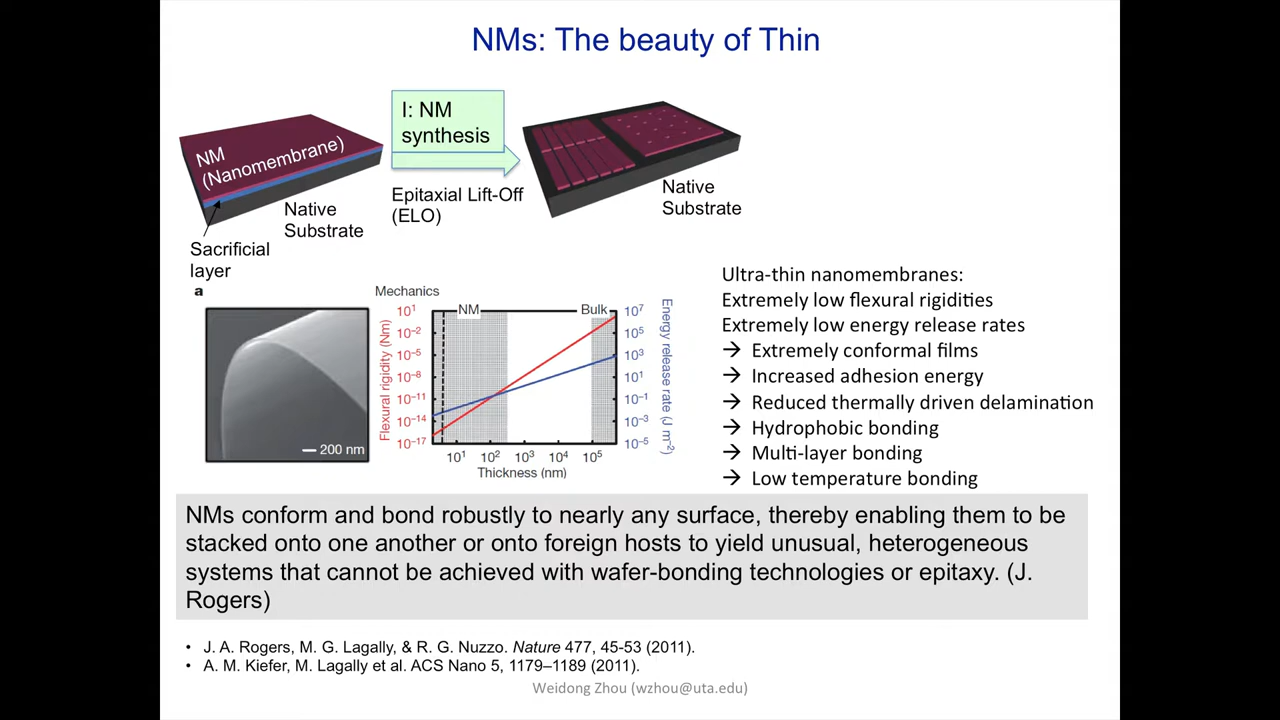 NMs: The beauty of Thin
NM
(Nanomembrane)
Native
Substrate
Sacrificial
layer
I: NM
synthesis
Epitaxial Lift-Off
(ELO)
Native
Substrate
a
200 nm
Mechanics
NM
Bulk
Flexural rigidity (Nm)
10¹
10⁻²
10⁻⁵
10⁻⁸
10⁻¹¹
10⁻¹⁴
10⁻¹⁷
10¹ 10² 10³ 10⁴ 10⁵
Thickness (nm)
10⁷
10⁵
10³
10¹
10⁻¹
10⁻³
10⁻⁵
Energy release rate (J m⁻²)
Ultra-thin nanomembranes:
Extremely low flexural rigidities
Extremely low energy release rates
→ Extremely conformal films
→ Increased adhesion energy
→ Reduced thermally driven delamination
→ Hydrophobic bonding
→ Multi-layer bonding
→ Low temperature bonding
NMs conform and bond robustly to nearly any surface, thereby enabling them to be
stacked onto one another or onto foreign hosts to yield unusual, heterogeneous
systems that cannot be achieved with wafer-bonding technologies or epitaxy. (J.
Rogers)
• J. A. Rogers, M. G. Lagally, & R. G. Nuzzo. Nature 477, 45-53 (2011).
• A. M. Kiefer, M. Lagally et al. ACS Nano 5, 1179–1189 (2011).
Weidong Zhou (wzhou@uta.edu)